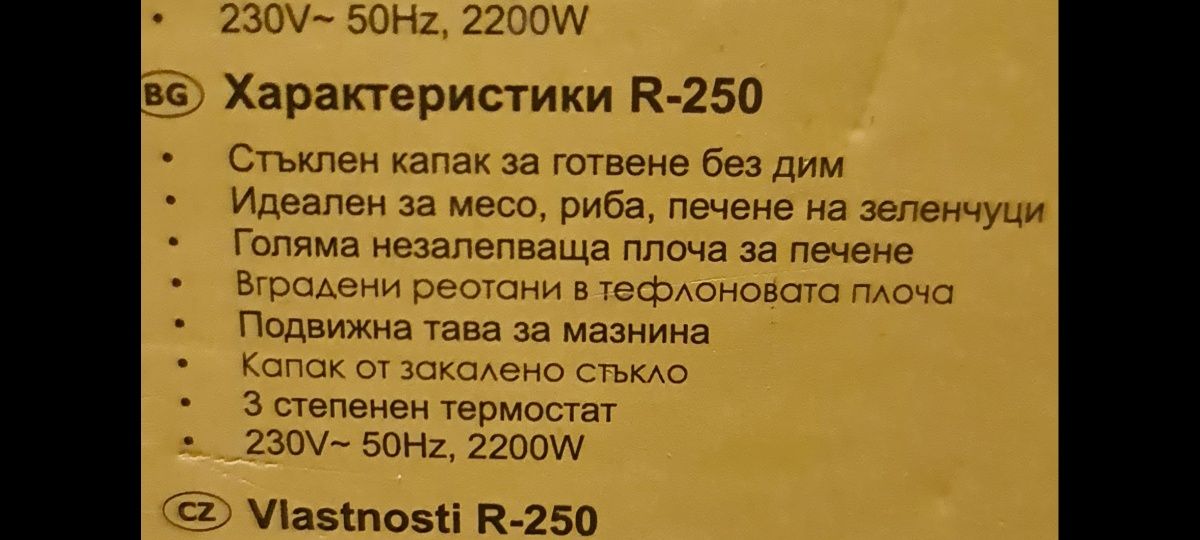 • 230V~ 50Hz, 2200W
BG Характеристики R-250
• Стъклен капак за готвене без дим
• Идеален за месо, риба, печене на зеленчуци
• Голяма незалепваща плоча за печене
• Вградени реотани в тефлоновата плоча
• Подвижна тава за мазнина
• Капак от закалено стъкло
• 3 степенен термостат
• 230V~ 50Hz, 2200W
CZ Vlastnosti R-250